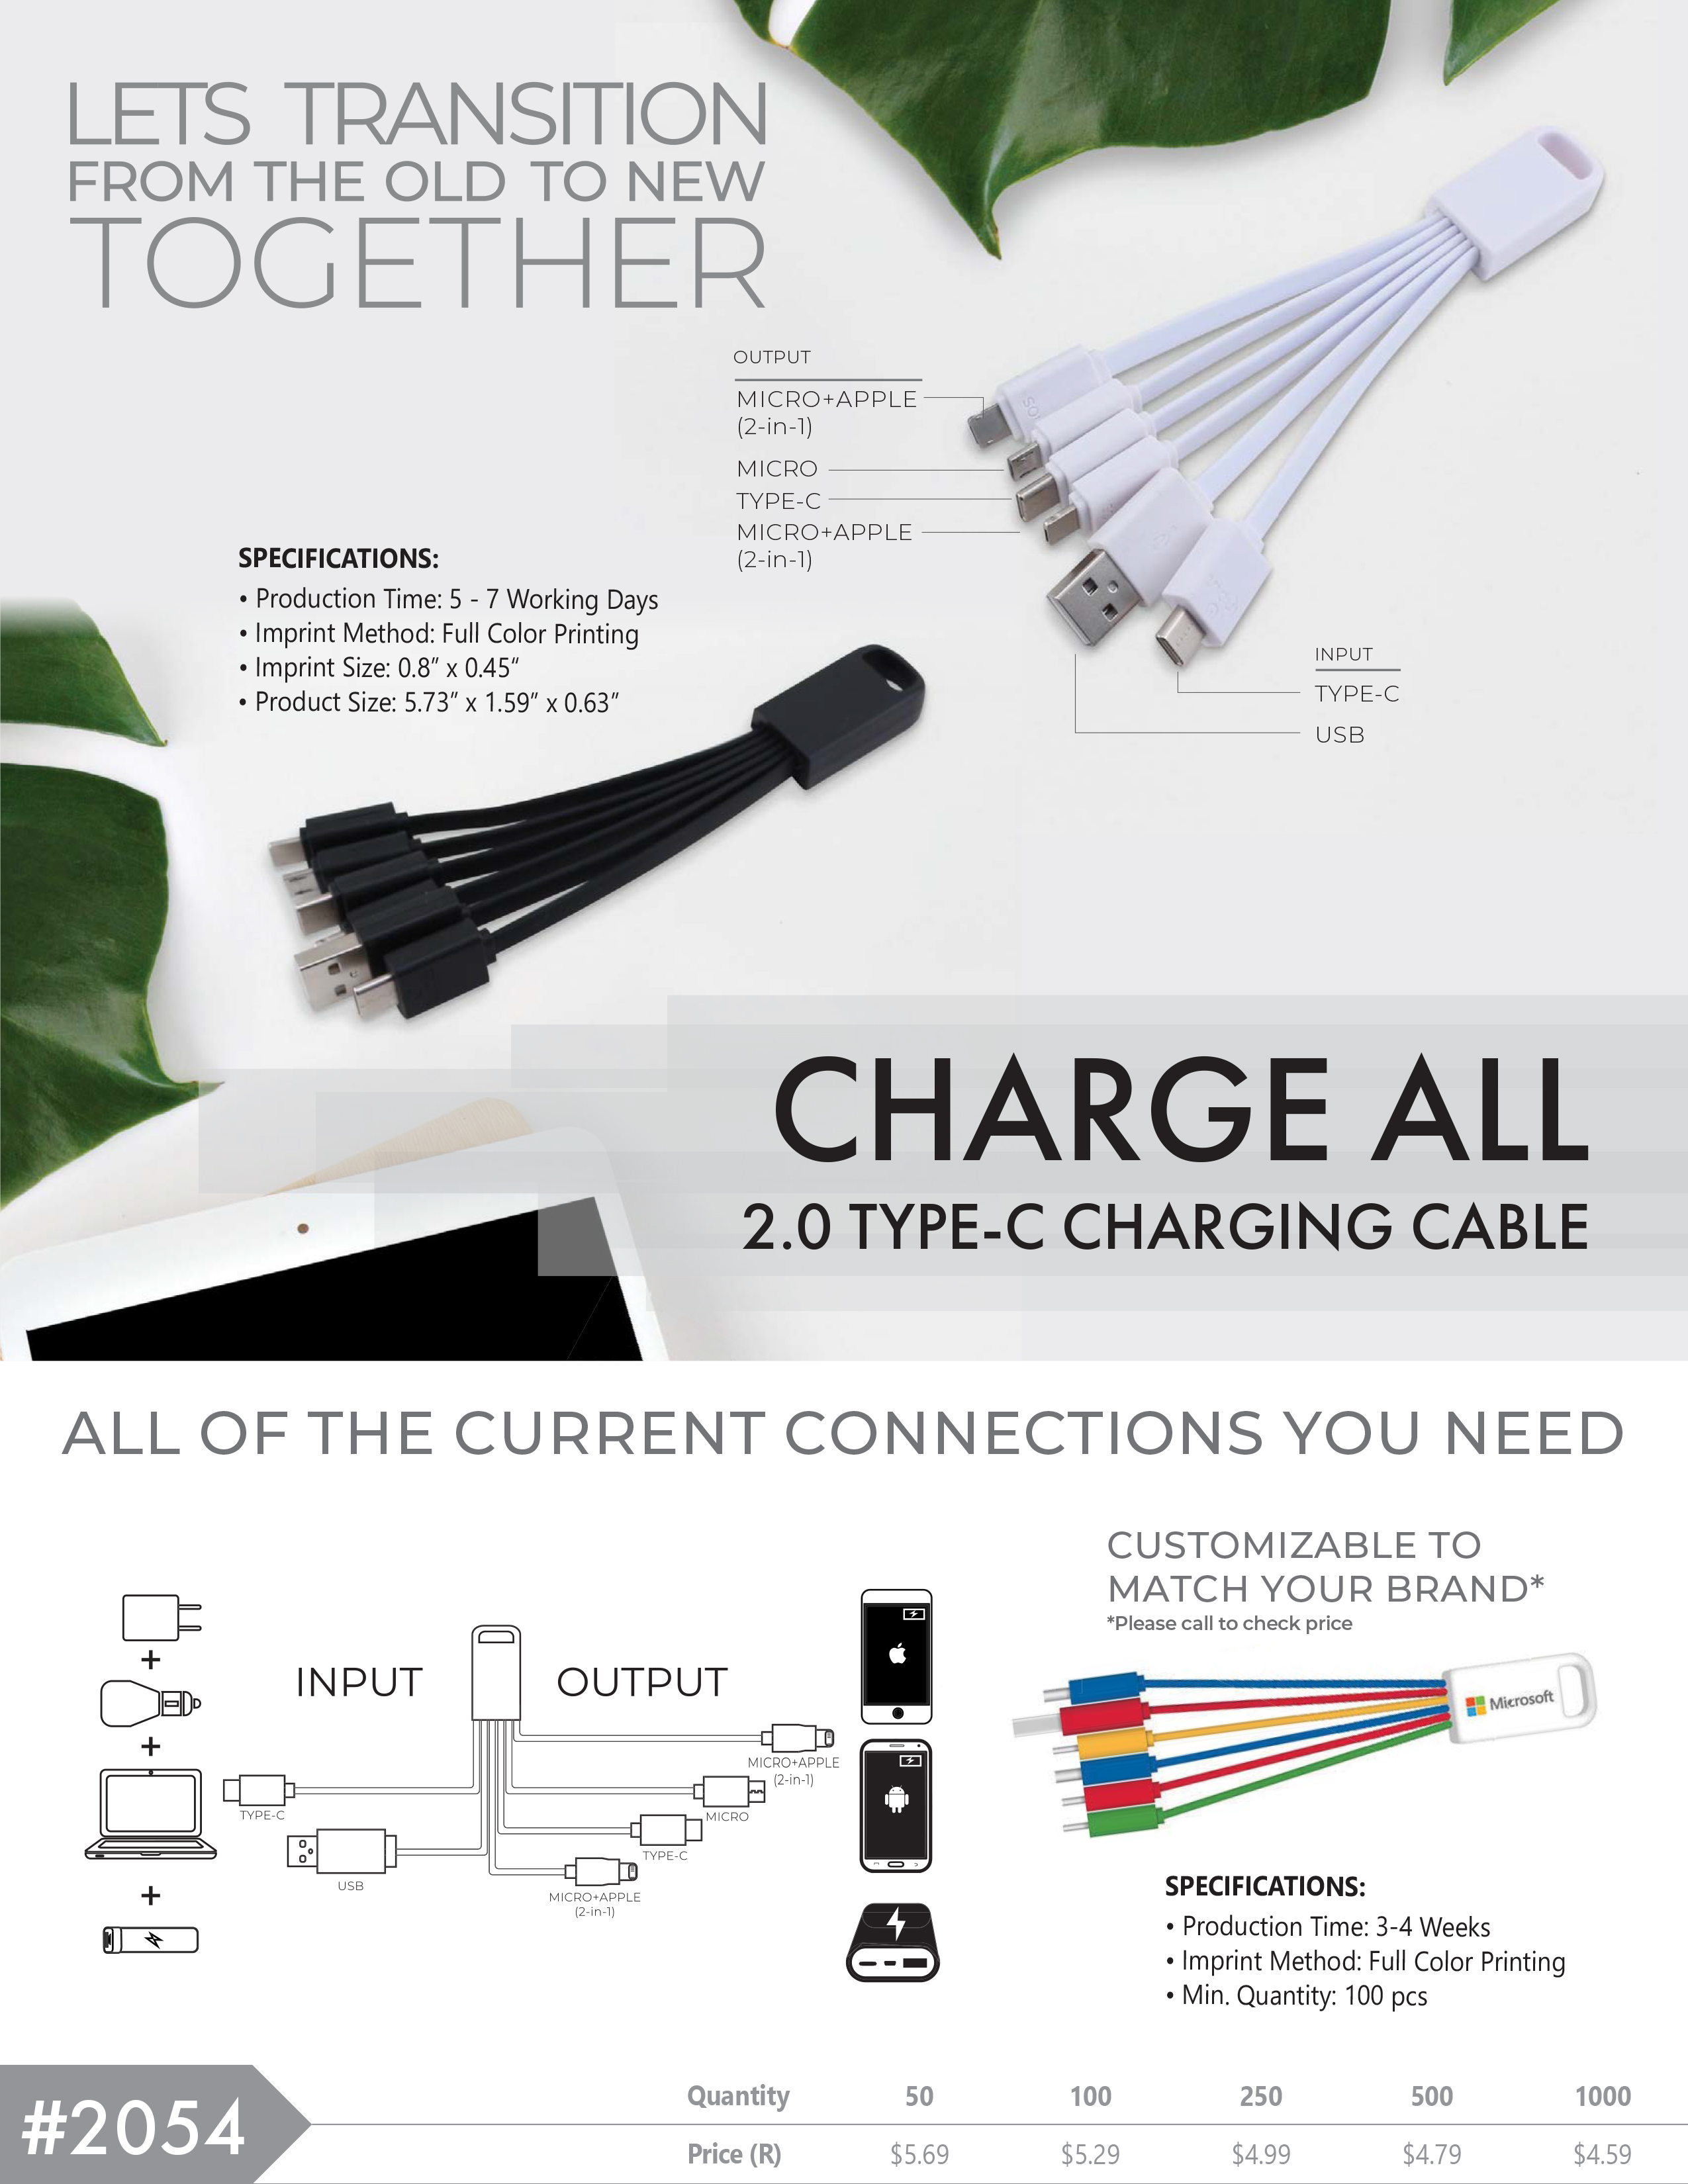 LETS TRANSITION
FROM THE OLD TO NEW
TOGETHER
OUTPUT
MICRO+APPLE
(2-in-1)
MICRO
TYPE-C
MICRO+APPLE
(2-in-1)
SPECIFICATIONS:
• Production Time: 5 - 7 Working Days
• Imprint Method: Full Color Printing
• Imprint Size: 0.8” x 0.45“
• Product Size: 5.73” x 1.59” x 0.63”
INPUT
TYPE-C
USB
CHARGE ALL
2.0 TYPE-C CHARGING CABLE
ALL OF THE CURRENT CONNECTIONS YOU NEED
CUSTOMIZABLE TO
MATCH YOUR BRAND*
*Please call to check price
+
+
+
INPUT
OUTPUT
MICRO+APPLE
(2-in-1)
TYPE-C
MICRO
TYPE-C
USB
MICRO+APPLE
(2-in-1)
Microsoft
SPECIFICATIONS:
• Production Time: 3-4 Weeks
• Imprint Method: Full Color Printing
• Min. Quantity: 100 pcs
#2054
Quantity 50 100 250 500 1000
Price (R) $5.69 $5.29 $4.99 $4.79 $4.59